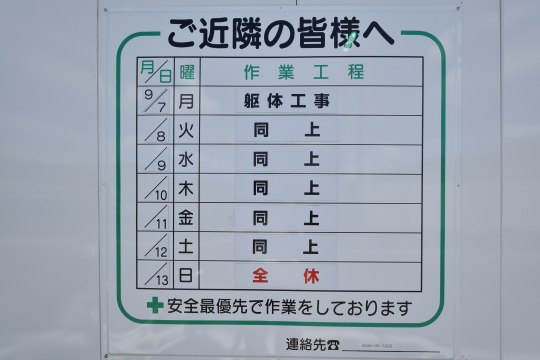 ご近隣の皆様へ
月/日 曜 作業工程
9/7 月 躯体工事
/8 火 同上
/9 水 同上
/10 木 同上
/11 金 同上
/12 土 同上
/13 日 全休
安全最優先で作業をしております
連絡先☎